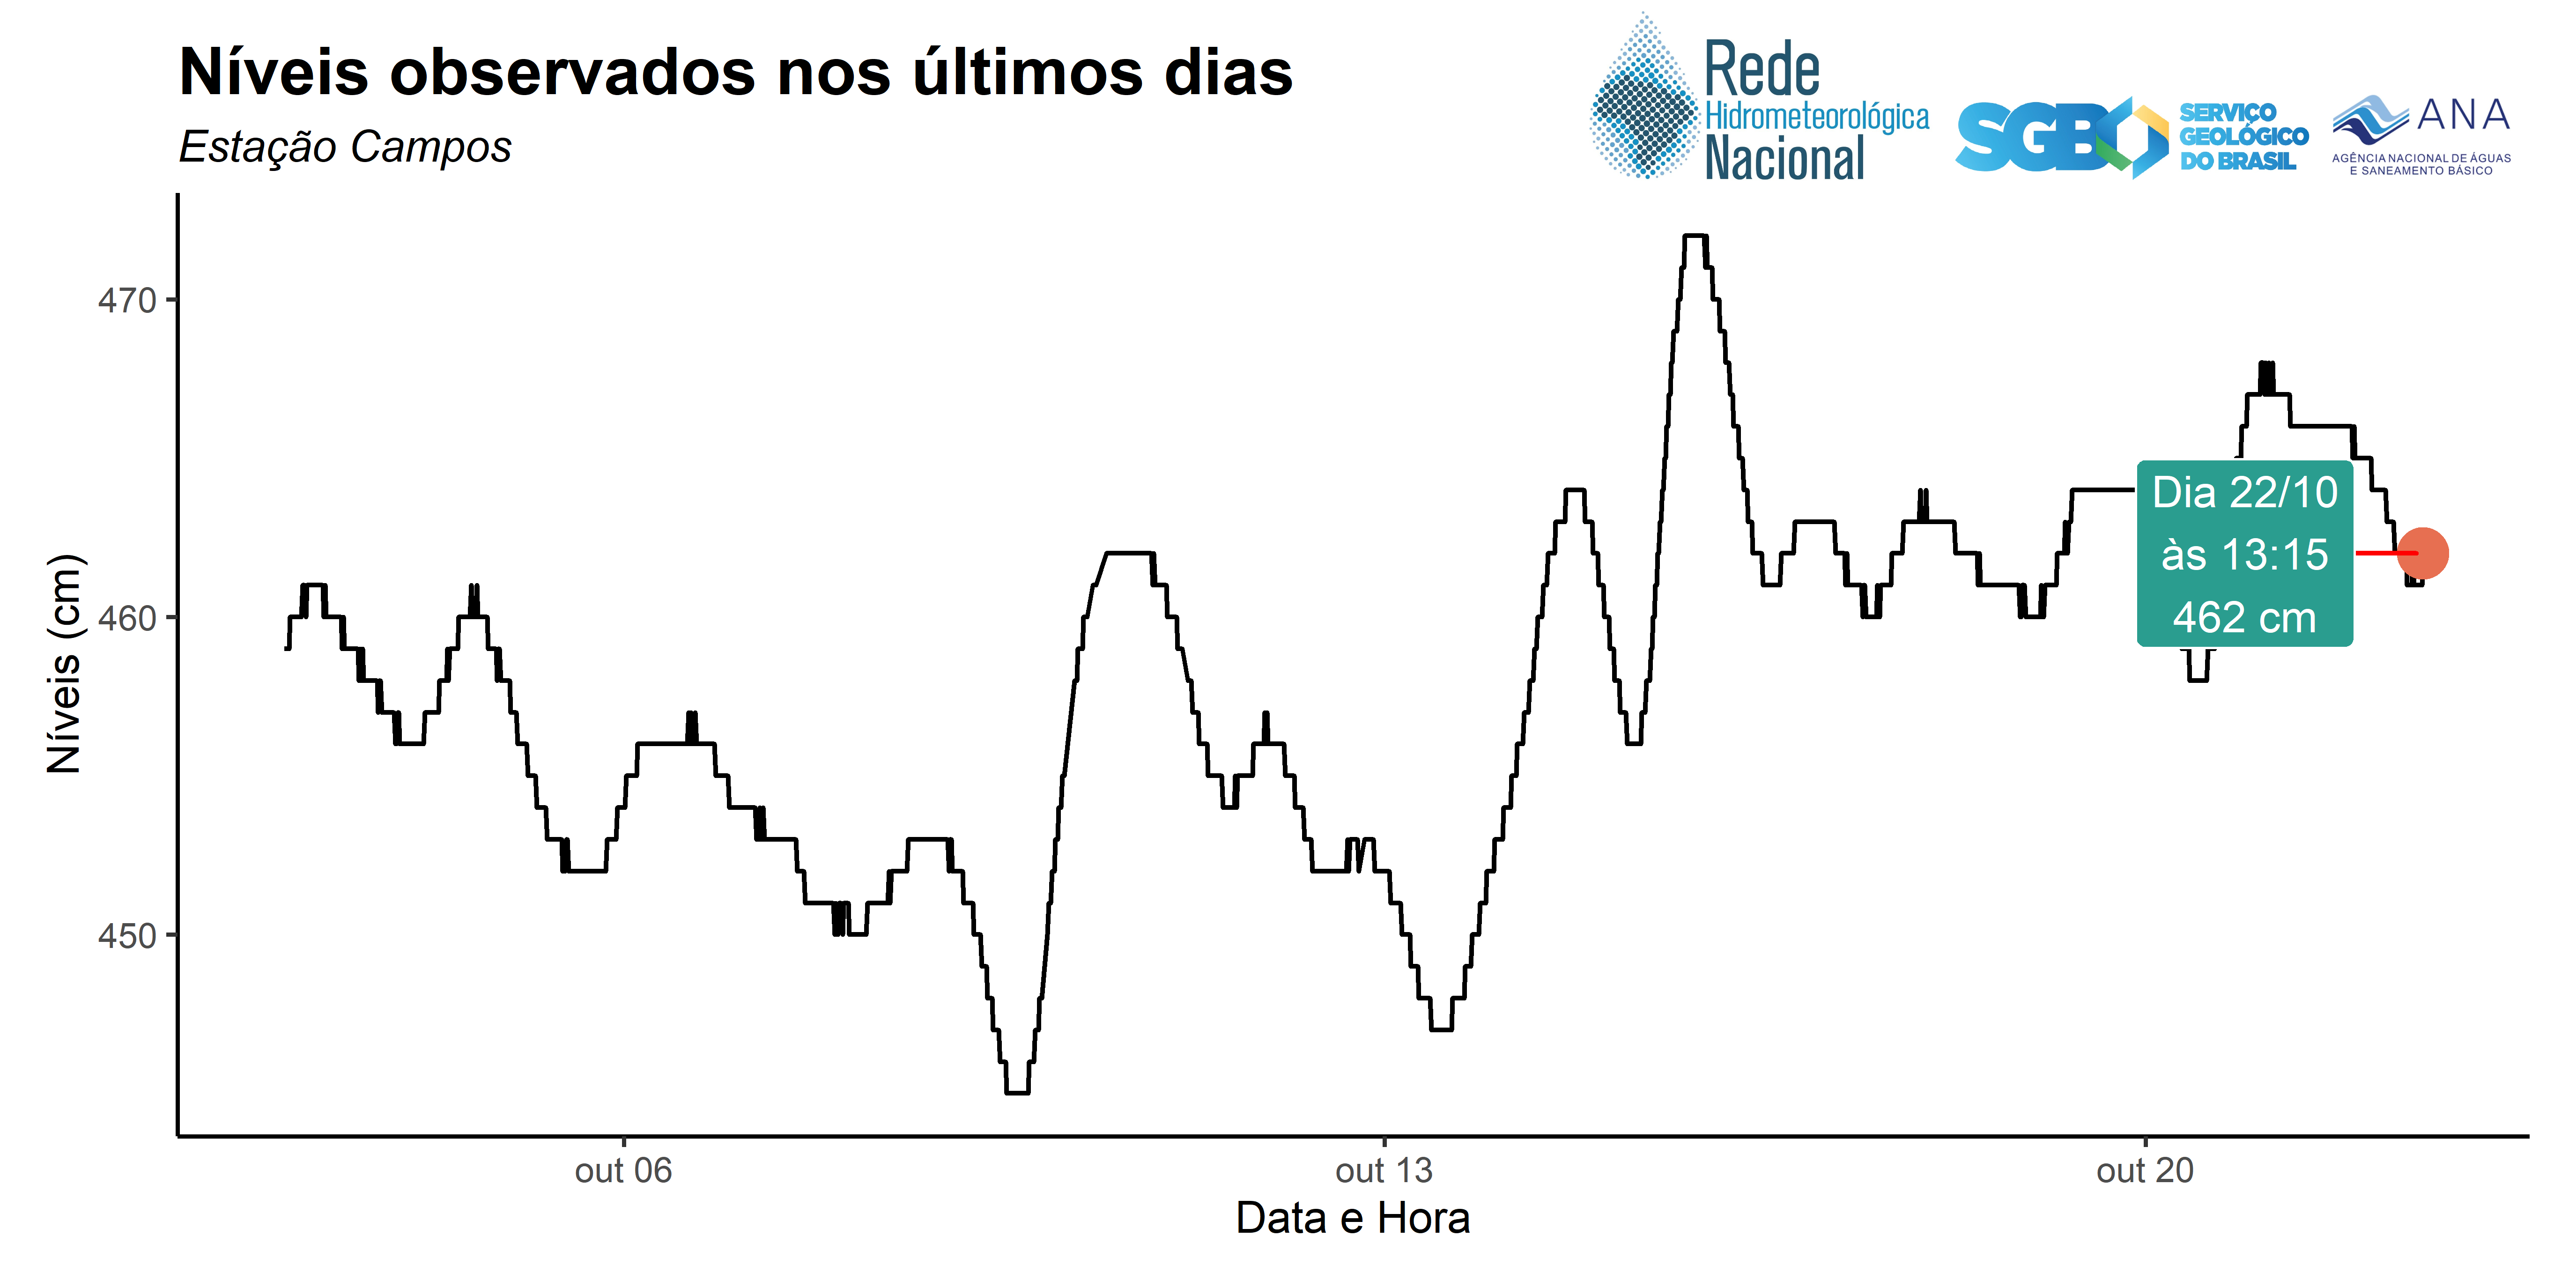 Níveis observados nos últimos dias
Estação Campos
Rede
Hidrometeorológica
Nacional
SGB
SERVIÇO
GEOLÓGICO
DO BRASIL
ANA
AGÊNCIA NACIONAL DE ÁGUAS
E SANEAMENTO BÁSICO
Níveis (cm)
470
460
450
Dia 22/10
às 13:15
462 cm
out 06
out 13
out 20
Data e Hora